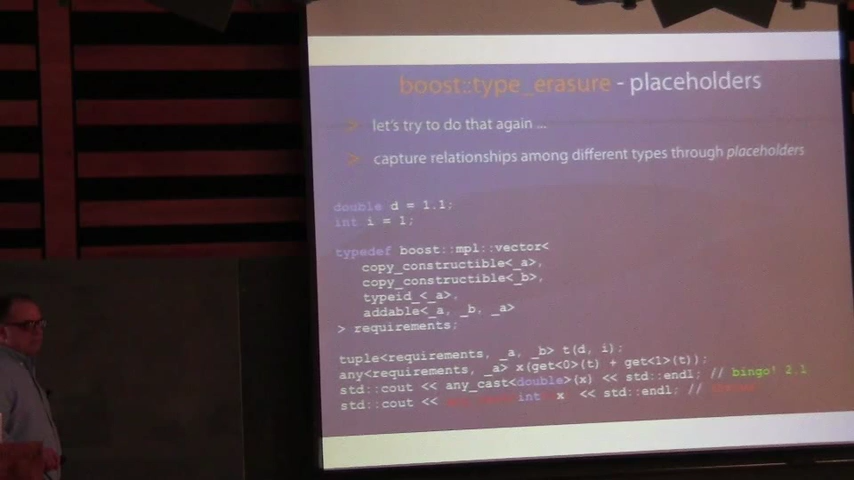 boost::type_erasure - placeholders
> let's try to do that again ...
> capture relationships among different types through placeholders
double d = 1.1;
int i = 1;
typedef boost::mpl::vector<
copy_constructible<_a>,
copy_constructible<_b>,
typeid_<_a>,
addable<_a, _b, _a>
> requirements;
tuple<requirements, _a, _b> t(d, i);
any<requirements, _a> x(get<0>(t) + get<1>(t));
std::cout << any_cast<double>(x) << std::endl; // bingo! 2.1
std::cout << int x << std::endl; //